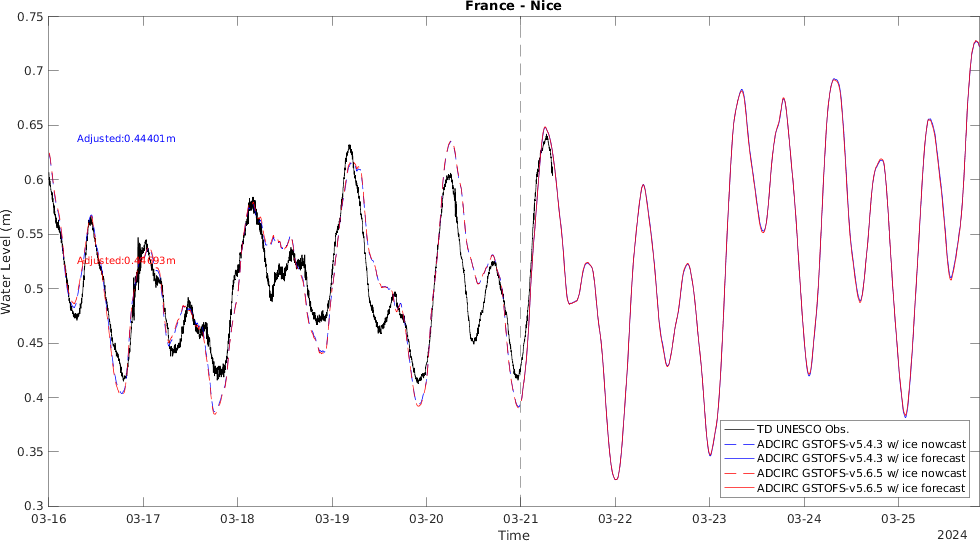 France - Nice
0.75
0.7
0.65
0.6
0.55
0.5
0.45
0.4
0.35
0.3
Water Level (m)
Adjusted:0.44401m
Adjusted:0.44693m
TD UNESCO Obs.
ADCIRC GSTOFS-v5.4.3 w/ ice nowcast
ADCIRC GSTOFS-v5.4.3 w/ ice forecast
ADCIRC GSTOFS-v5.6.5 w/ ice nowcast
ADCIRC GSTOFS-v5.6.5 w/ ice forecast
03-16 03-17 03-18 03-19 03-20 03-21 03-22 03-23 03-24 03-25
Time
2024